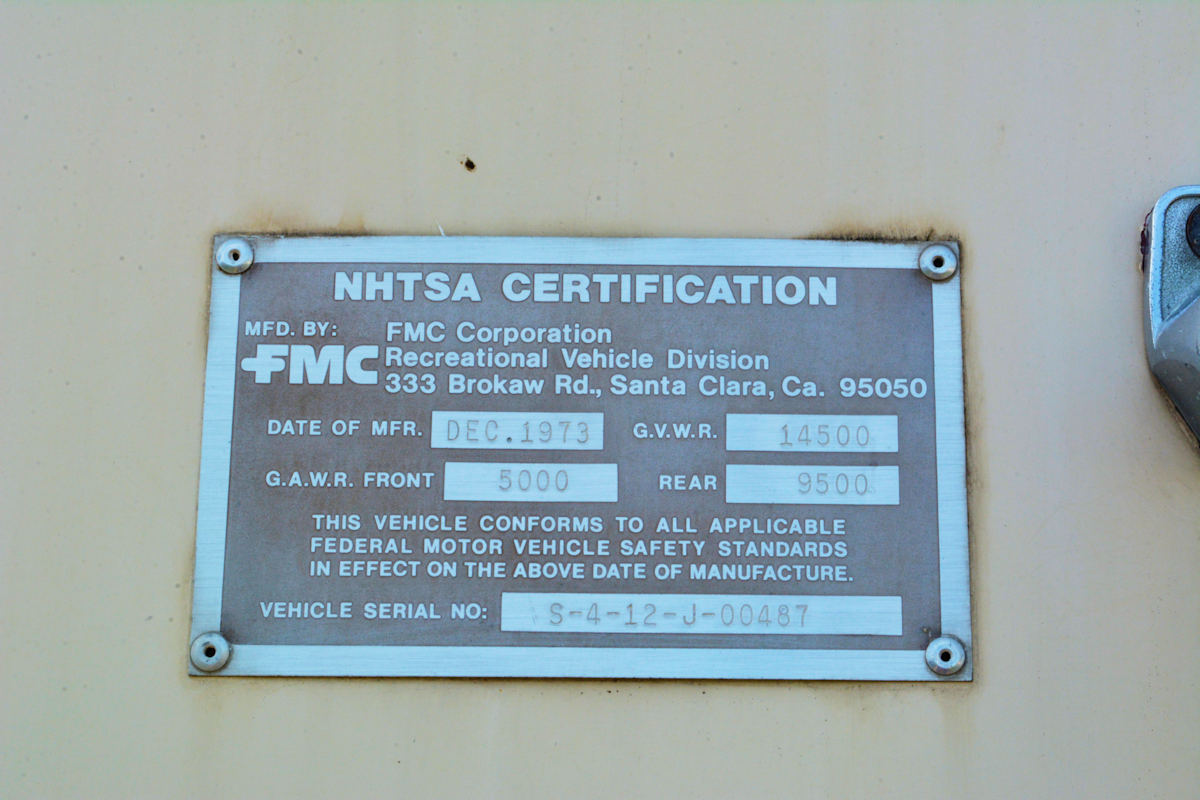 NHTSA CERTIFICATION
MFD. BY: FMC Corporation
FMC Recreational Vehicle Division
333 Brokaw Rd., Santa Clara, Ca. 95050
DATE OF MFR. DEC.1973 G.V.W.R. 14500
G.A.W.R. FRONT 5000 REAR 9500
THIS VEHICLE CONFORMS TO ALL APPLICABLE
FEDERAL MOTOR VEHICLE SAFETY STANDARDS
IN EFFECT ON THE ABOVE DATE OF MANUFACTURE.
VEHICLE SERIAL NO: S-4-12-J-00487